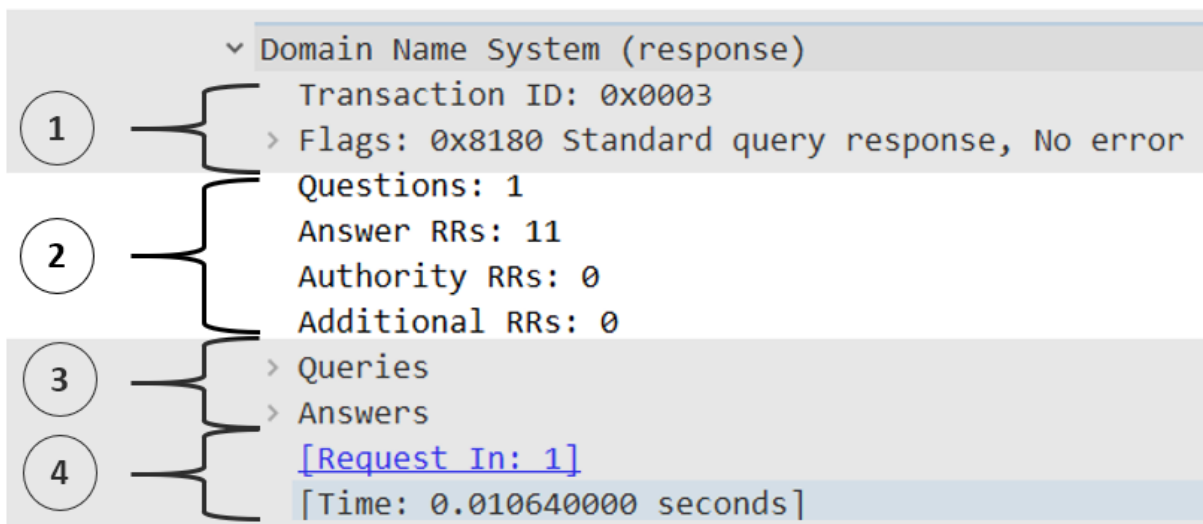 Domain Name System (response)
1
Transaction ID: 0x0003
Flags: 0x8180 Standard query response, No error
2
Questions: 1
Answer RRs: 11
Authority RRs: 0
Additional RRs: 0
3
Queries
Answers
4
[Request In: 1]
[Time: 0.010640000 seconds]